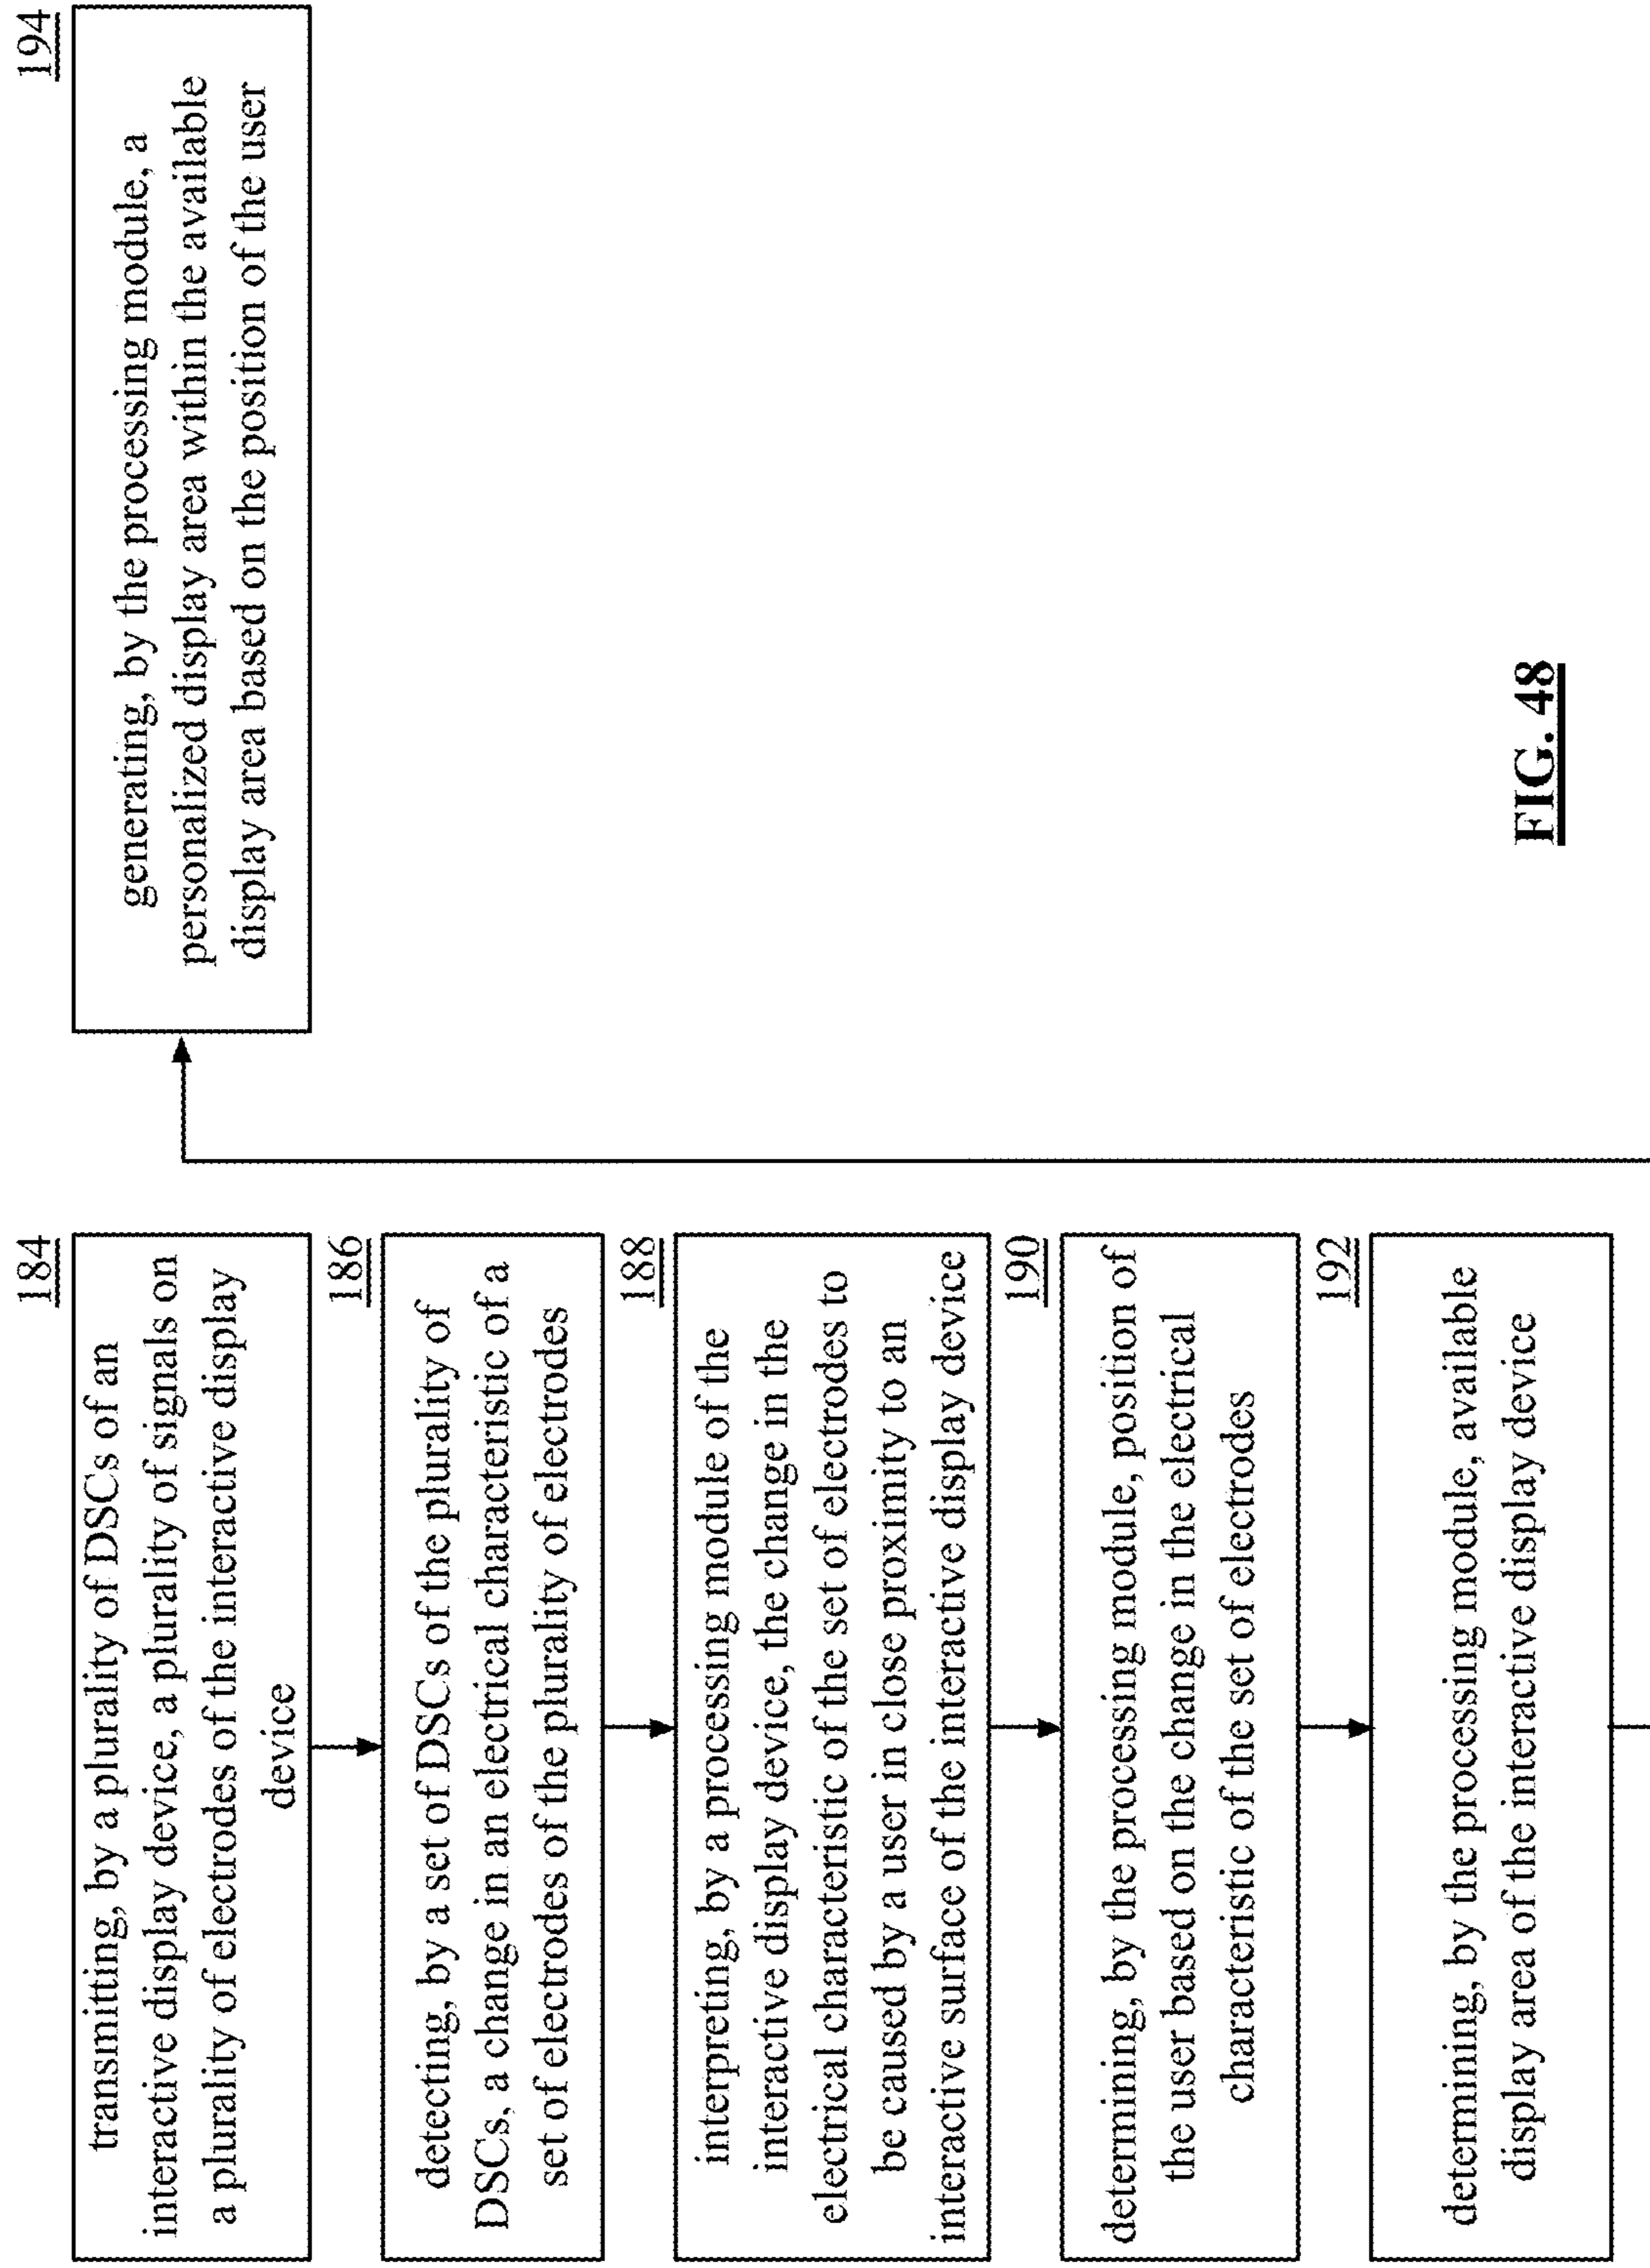 184
transmitting, by a plurality of DSCs of an
interactive display device, a plurality of signals on
a plurality of electrodes of the interactive display
device
186
detecting, by a set of DSCs of the plurality of
DSCs, a change in an electrical characteristic of a
set of electrodes of the plurality of electrodes
188
interpreting, by a processing module of the
interactive display device, the change in the
electrical characteristic of the set of electrodes to
be caused by a user in close proximity to an
interactive surface of the interactive display device
190
determining, by the processing module, position of
the user based on the change in the electrical
characteristic of the set of electrodes
192
determining, by the processing module, available
display area of the interactive display device
194
generating, by the processing module, a
personalized display area within the available
display area based on the position of the user
FIG. 48